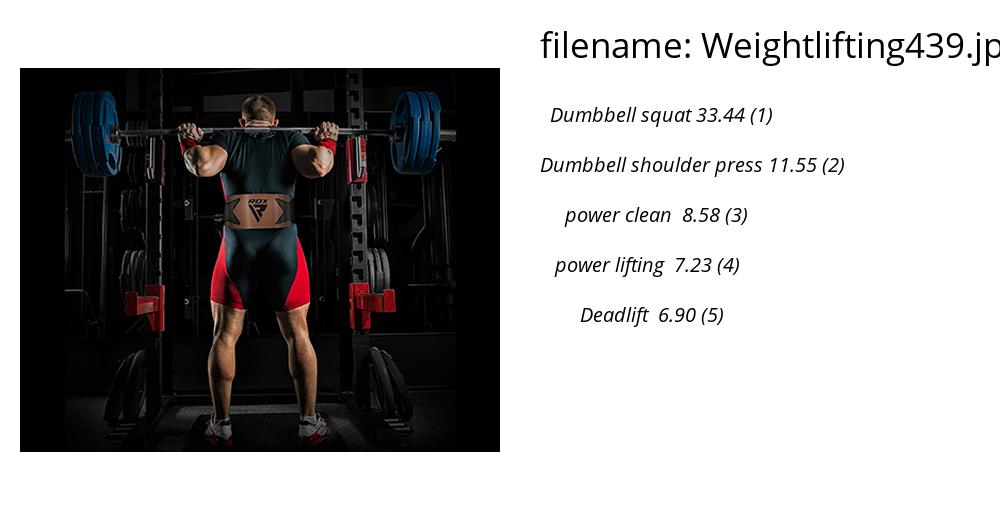 filename: Weightlifting439.jp
Dumbbell squat 33.44 (1)
Dumbbell shoulder press 11.55 (2)
power clean 8.58 (3)
power lifting 7.23 (4)
Deadlift 6.90 (5)
RDX